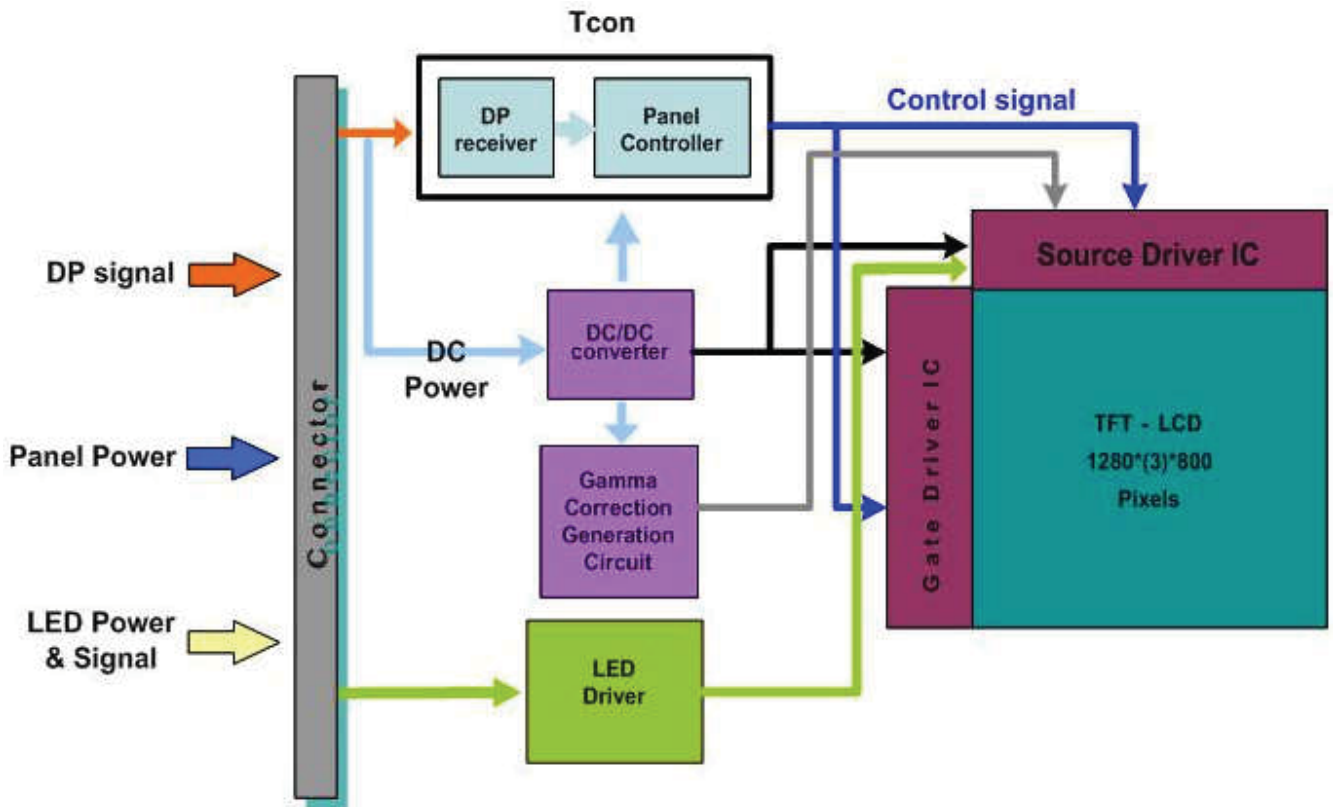 Tcon
DP
receiver
Panel
Controller
Control signal
DP signal
Source Driver IC
DC/DC
converter
DC
Power
Connector
Gate Driver IC
TFT - LCD
1280*(3)*800
Pixels
Panel Power
Gamma
Correction
Generation
Circuit
LED Power
& Signal
LED
Driver